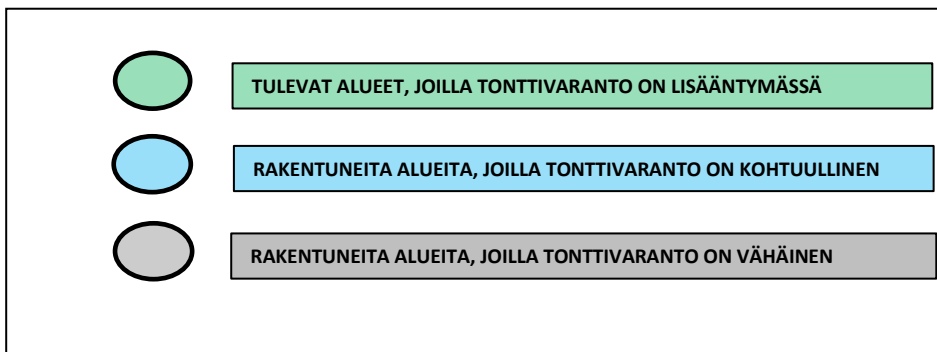 TULEVAT ALUEET, JOILLA TONTTIVARANTO ON LISÄÄNTYMÄSSÄ
RAKENTUNEITA ALUEITA, JOILLA TONTTIVARANTO ON KOHTUULLINEN
RAKENTUNEITA ALUEITA, JOILLA TONTTIVARANTO ON VÄHÄINEN